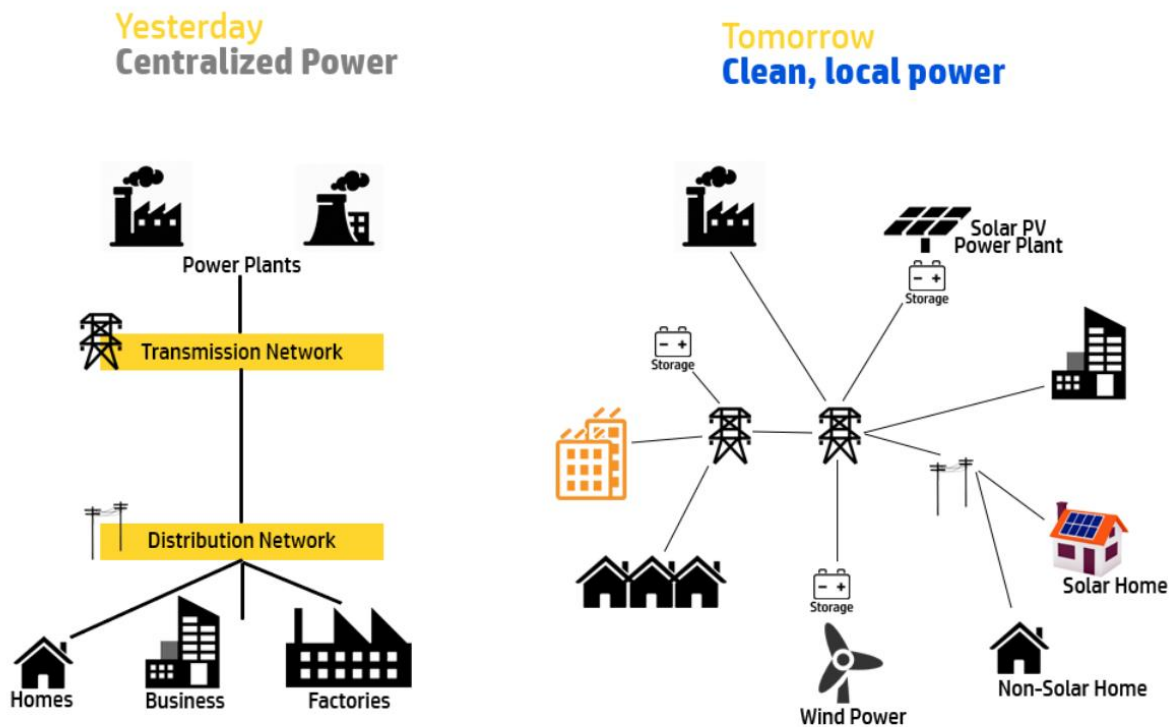 Yesterday
Centralized Power
Power Plants
Transmission Network
Distribution Network
Homes
Business
Factories
Tomorrow
Clean, local power
Solar PV
Power Plant
Storage
Storage
Storage
Solar Home
Non-Solar Home
Wind Power